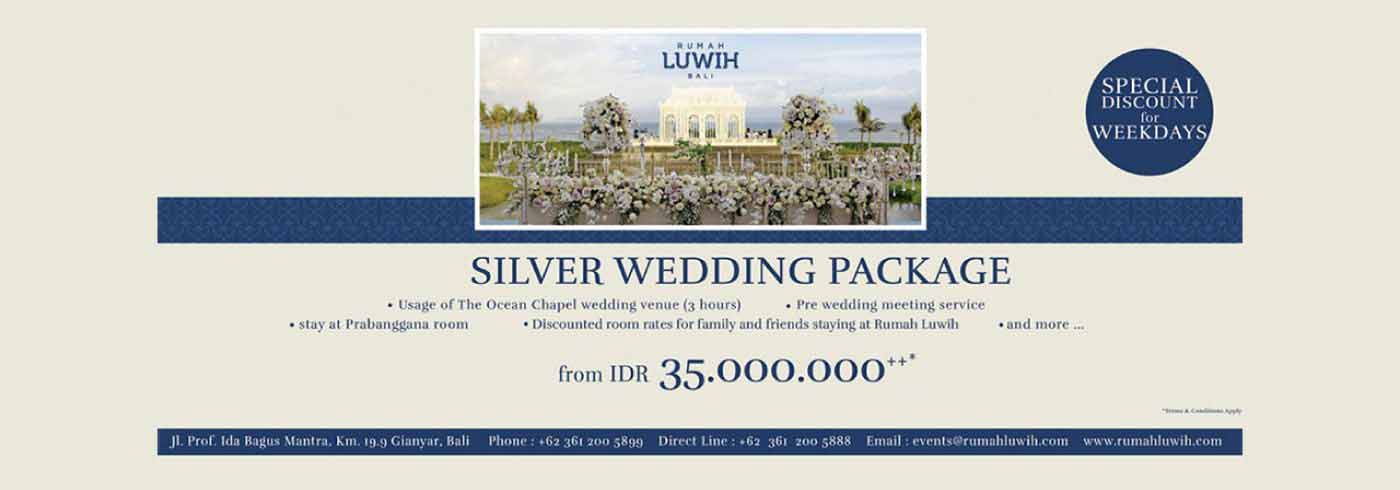 RUMAH
LUWIH
BALI
SPECIAL
DISCOUNT
for
WEEKDAYS
SILVER WEDDING PACKAGE
• Usage of The Ocean Chapel wedding venue (3 hours) • Pre wedding meeting service
• stay at Prabanggana room • Discounted room rates for family and friends staying at Rumah Luwih • and more ...
from IDR 35.000.000++*
*Terms & Conditions Apply
Jl. Prof. Ida Bagus Mantra, Km. 19.9 Gianyar, Bali Phone : +62 361 200 5899 Direct Line : +62 361 200 5888 Email : events@rumahluwih.com www.rumahluwih.com